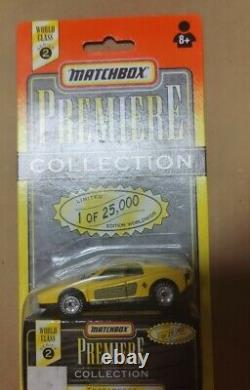 WORLD
CLASS
SERIES
2
MATCHBOX
8+
PREMIERE
COLLECTION
LIMITED
1 OF 25,000
EDITION WORLDWIDE
WORLD
CLASS
2
MATCHBOX
PREMIERE
COLLECTION